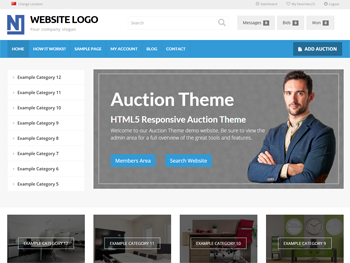 Dashboard
Logout
NJ WEBSITE LOGO
Your company slogan
Search
Messages 0
Bids 0
Won 0
HOME
HOW IT WORKS?
SAMPLE PAGE
MY ACCOUNT
BLOG
CONTACT
ADD AUCTION
Example Category 12
Example Category 11
Example Category 10
Example Category 9
Example Category 8
Example Category 7
Example Category 6
Example Category 5
Auction Theme
HTML5 Responsive Auction Theme
Welcome to our Auction Theme demo website. Be sure to view the
admin area for a full overview of the great tools and features.
Members Area
Search Website
EXAMPLE CATEGORY 12
EXAMPLE CATEGORY 11
EXAMPLE CATEGORY 10
EXAMPLE CATEGORY 9